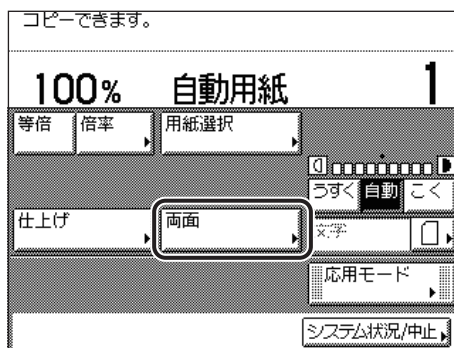 コピーできます。
100% 自動用紙 1
等倍 倍率 用紙選択
うすく 自動 こく
仕上げ 両面 文字
応用モード
システム状況/中止